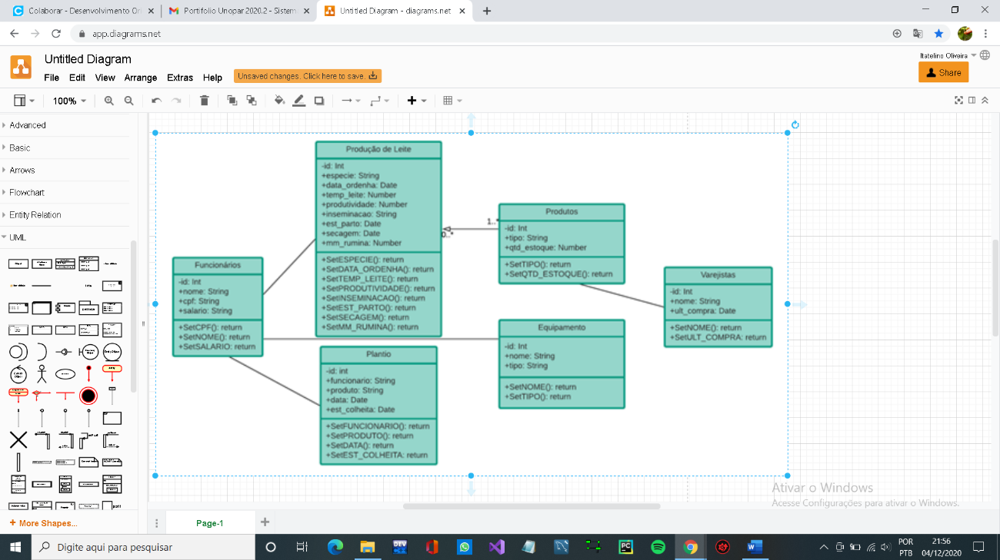 Colaborar - Desenvolvimento Ori
Portifolio Unopar 2020.2 - Sistem
Untitled Diagram - diagrams.net
app.diagrams.net
Untitled Diagram
Itatelino Oliveira
File Edit View Arrange Extras Help
Unsaved changes. Click here to save.
Share
100%
Advanced
Basic
Arrows
Flowchart
Entity Relation
UML
More Shapes...
Produção de Leite
-id: Int
+especie: String
+data_ordenha: Date
+temp_leite: Number
+produtividade: Number
+inseminacao: String
+est_parto: Date
+secagem: Date
+mm_rumina: Number
+SetESPECIE(): return
+SetDATA_ORDENHA(): return
+SetTEMP_LEITE(): return
+SetPRODUTIVIDADE(): return
+SetINSEMINACAO(): return
+SetEST_PARTO(): return
+SetSECAGEM(): return
+SetMM_RUMINA(): return
1..*
0..*
Produtos
-id: Int
+tipo: String
+qtd_estoque: Number
+SetTIPO(): return
+SetQTD_ESTOQUE(): return
Funcionários
-id: Int
+nome: String
+cpf: String
+salario: String
+SetCPF(): return
+SetNOME(): return
+SetSALARIO: return
Varejistas
-id: Int
+nome: String
+ult_compra: Date
+SetNOME(): return
+SetULT_COMPRA: return
Equipamento
-id: Int
+nome: String
+tipo: String
+SetNOME(): return
+SetTIPO(): return
Plantio
-id: int
+funcionario: String
+produto: String
+data: Date
+est_colheita: Date
+SetFUNCIONARIO(): return
+SetPRODUTO(): return
+SetDATA(): return
+SetEST_COLHEITA: return
Ativar o Windows
Acesse Configurações para ativar o Windows.
Page-1
Digite aqui para pesquisar
DEV
PC
W
POR
PTB
21:56
04/12/2020